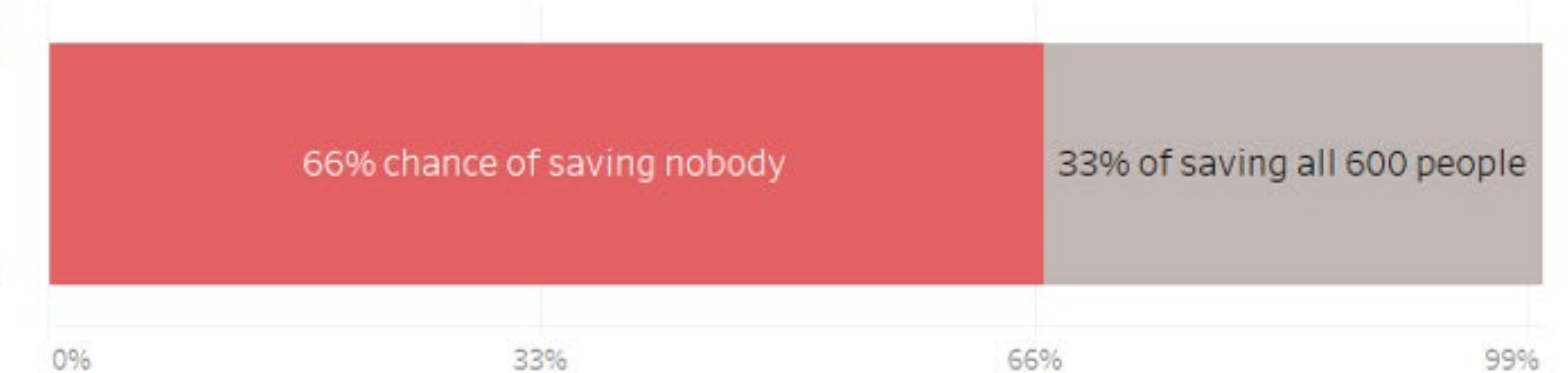 66% chance of saving nobody
33% of saving all 600 people
0%
33%
66%
99%